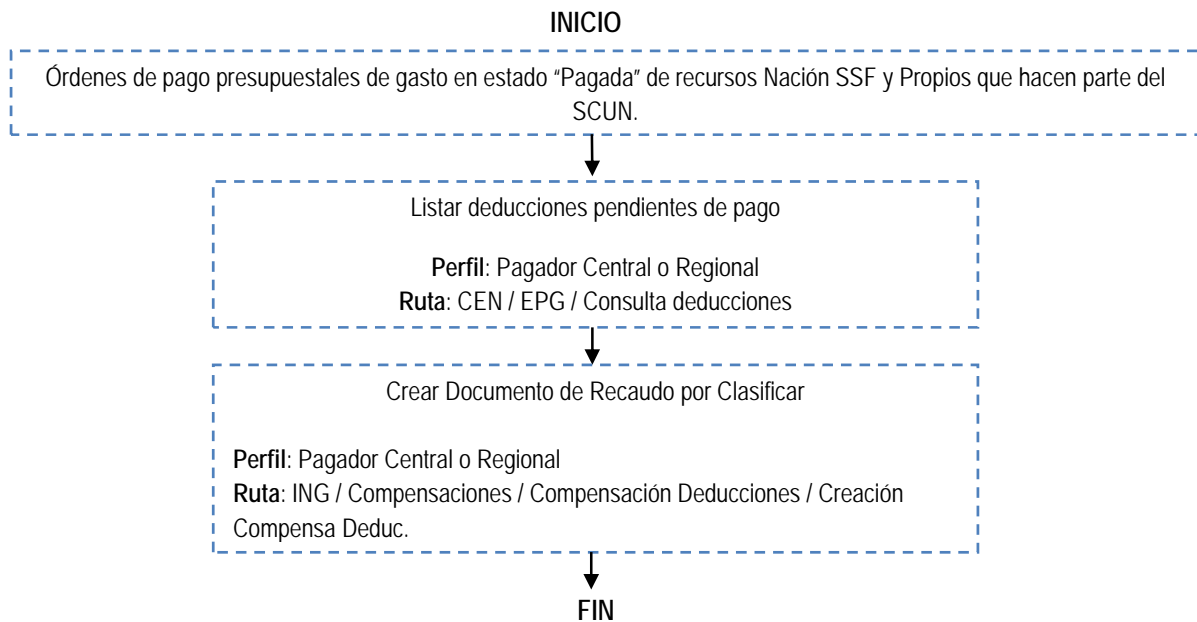 INICIO
Órdenes de pago presupuestales de gasto en estado “Pagada” de recursos Nación SSF y Propios que hacen parte del
SCUN.
Listar deducciones pendientes de pago
Perfil: Pagador Central o Regional
Ruta: CEN / EPG / Consulta deducciones
Crear Documento de Recaudo por Clasificar
Perfil: Pagador Central o Regional
Ruta: ING / Compensaciones / Compensación Deducciones / Creación
Compensa Deduc.
FIN